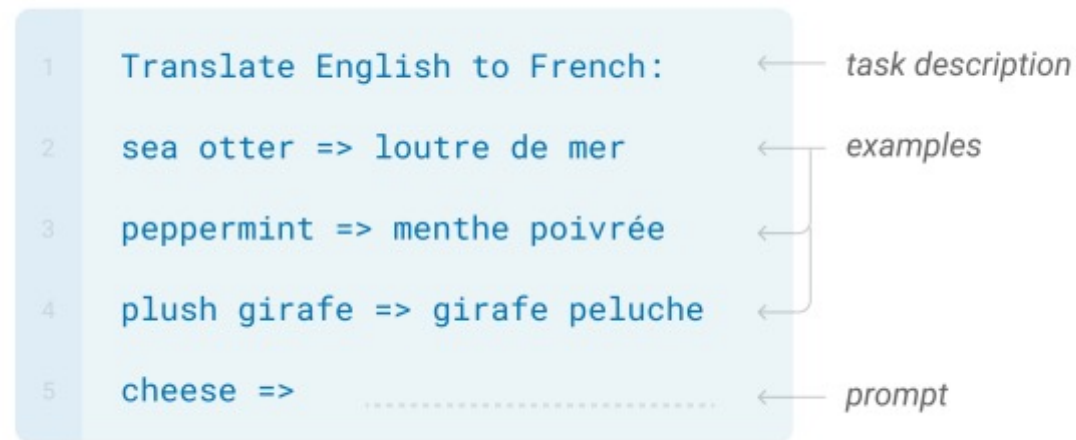 1 Translate English to French: task description
2 sea otter => loutre de mer examples
3 peppermint => menthe poivrée
4 plush girafe => girafe peluche
5 cheese => prompt